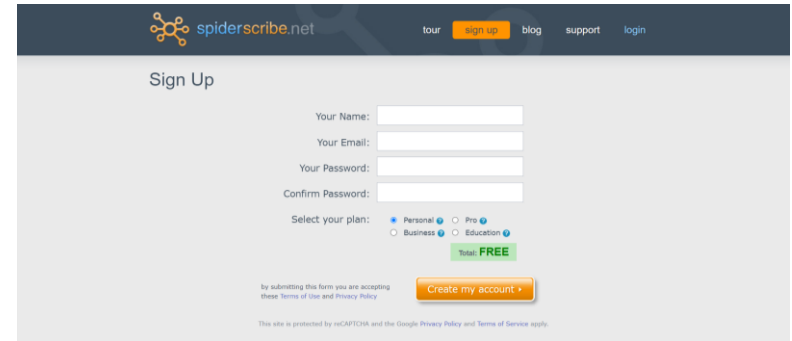 spiderscribe.net
tour sign up blog support login
Sign Up
Your Name:
Your Email:
Your Password:
Confirm Password:
Select your plan: Personal ? Pro ?
Business ? Education ?
Total: FREE
by submitting this form you are accepting
these Terms of Use and Privacy Policy
Create my account ›
This site is protected by reCAPTCHA and the Google Privacy Policy and Terms of Service apply.